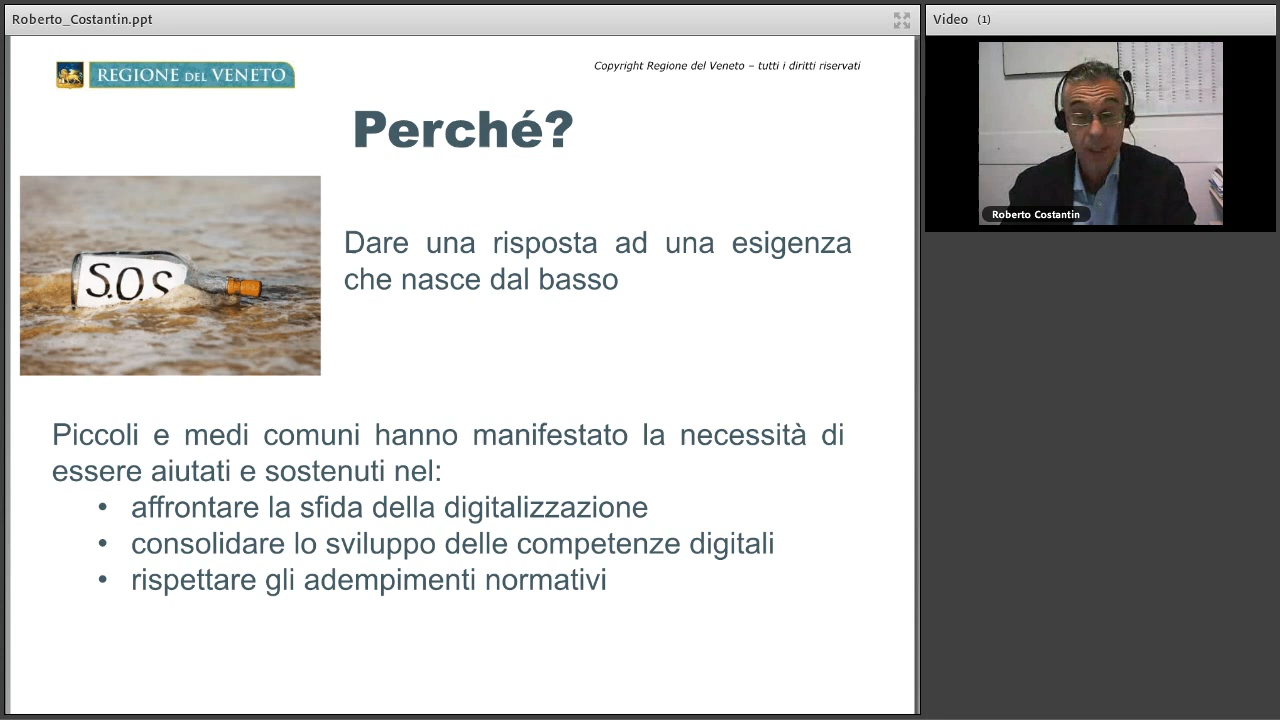 Roberto_Costantin.ppt
Video (1)
REGIONE DEL VENETO
Copyright Regione del Veneto – tutti i diritti riservati
Perché?
S.O.S
Dare una risposta ad una esigenza
che nasce dal basso
Piccoli e medi comuni hanno manifestato la necessità di
essere aiutati e sostenuti nel:
• affrontare la sfida della digitalizzazione
• consolidare lo sviluppo delle competenze digitali
• rispettare gli adempimenti normativi
Roberto Costantin